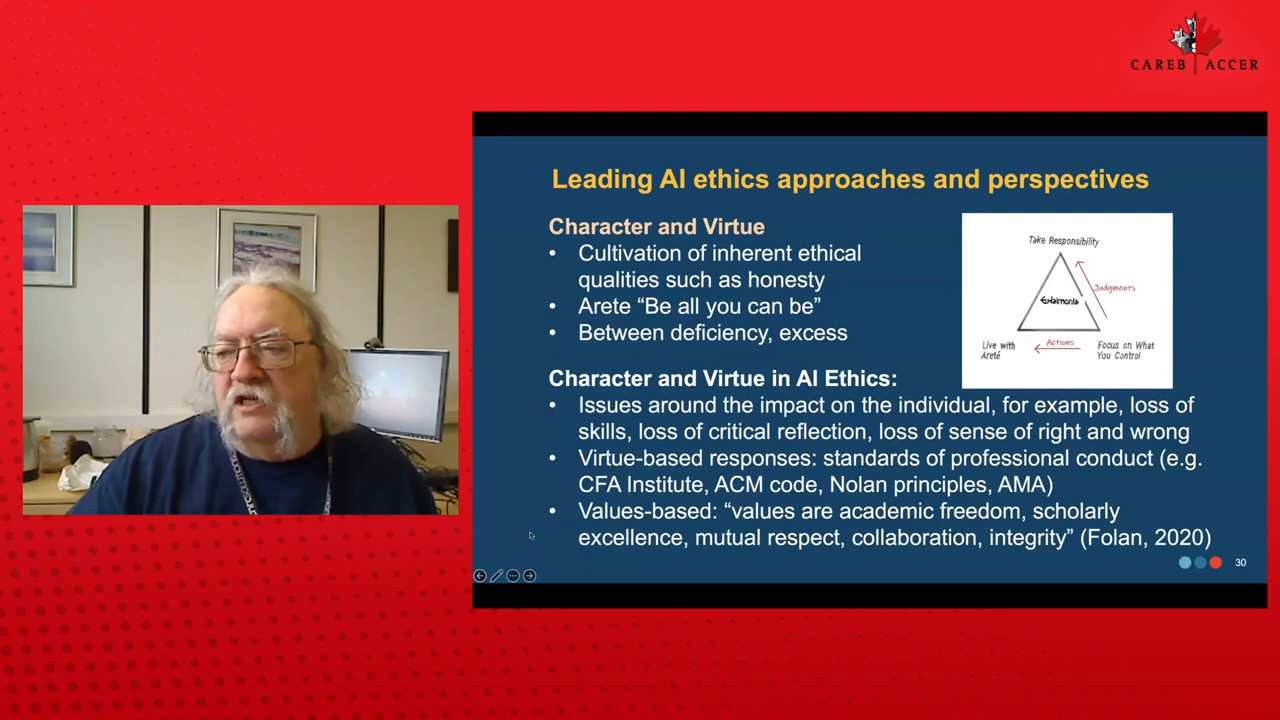 CAREB ACCER
Leading AI ethics approaches and perspectives
Character and Virtue
• Cultivation of inherent ethical
qualities such as honesty
• Arete “Be all you can be”
• Between deficiency, excess
Take Responsibility
Judgments
Eudaimonia
Live with
Areté
Actions
Focus on What
You Control
Character and Virtue in AI Ethics:
• Issues around the impact on the individual, for example, loss of
skills, loss of critical reflection, loss of sense of right and wrong
• Virtue-based responses: standards of professional conduct (e.g.
CFA Institute, ACM code, Nolan principles, AMA)
• Values-based: “values are academic freedom, scholarly
excellence, mutual respect, collaboration, integrity” (Folan, 2020)
30